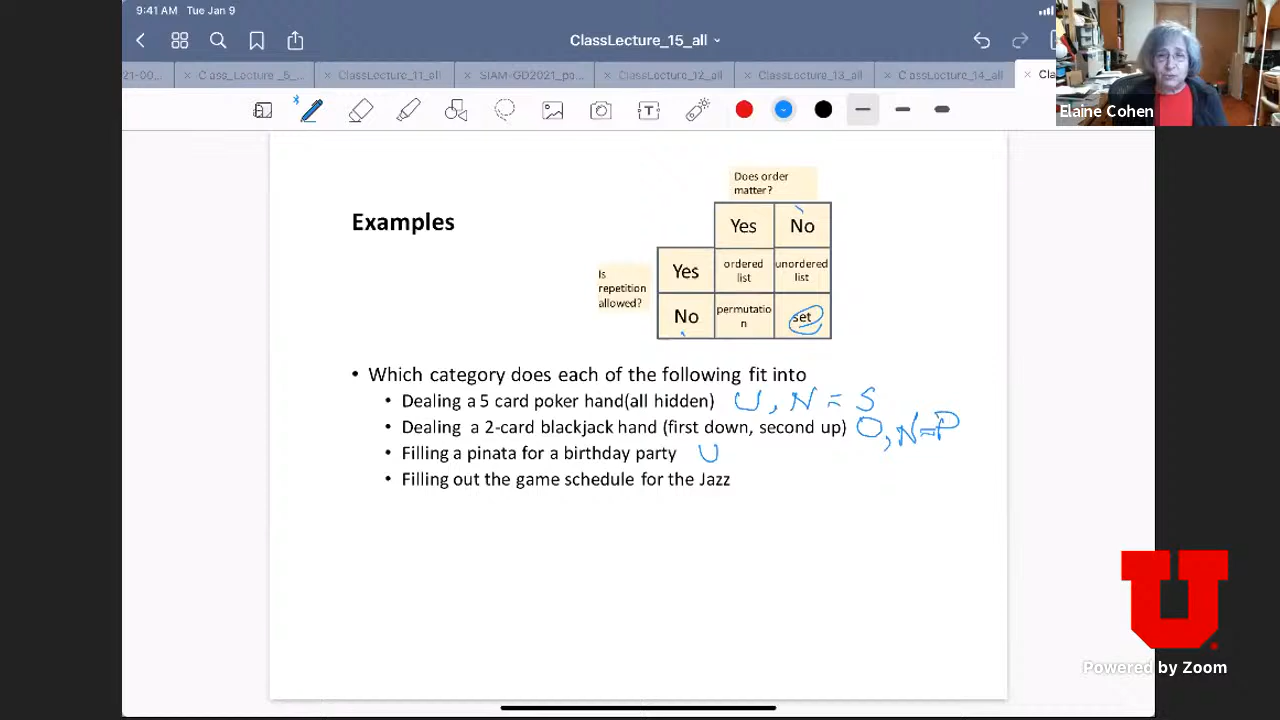 9:41 AM Tue Jan 9
ClassLecture_15_all
21-00...
Class_Lecture_5_...
ClassLecture_11_all
SIAM-GD2021_po...
ClassLecture_12_all
ClassLecture_13_all
ClassLecture_14_all
Cla
Elaine Cohen
Does order
matter?
Examples
Yes No
Is
repetition
allowed?
Yes
ordered
list
unordered
list
No
permutatio
n
set
• Which category does each of the following fit into
• Dealing a 5 card poker hand(all hidden) U, N = S
• Dealing a 2-card blackjack hand (first down, second up) O, N=P
• Filling a pinata for a birthday party U
• Filling out the game schedule for the Jazz
U
Powered by Zoom